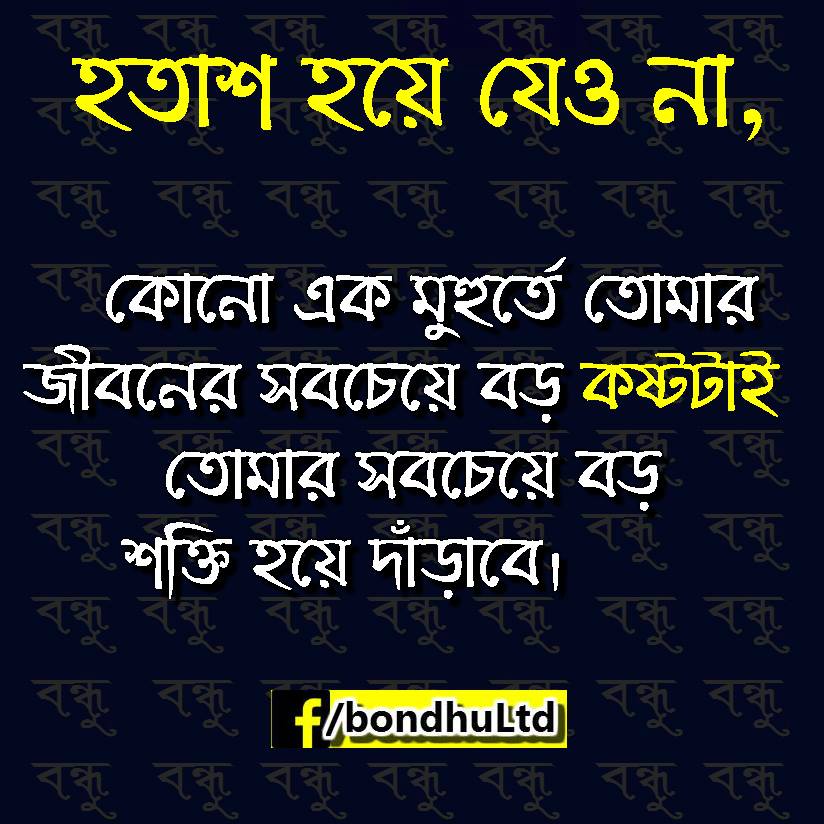 হতাশ হয়ে যেও না,
কোনো এক মুহুর্তে তোমার
জীবনের সবচেয়ে বড় কষ্টটাই
তোমার সবচেয়ে বড়
শক্তি হয়ে দাঁড়াবে।
f/bondhuLtd